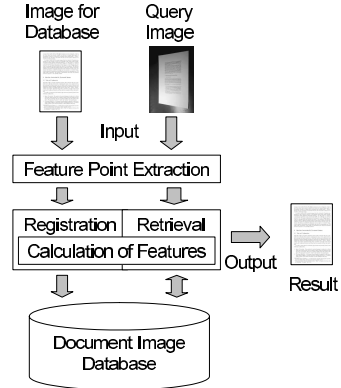 Image for
Database
Query
Image
Input
Feature Point Extraction
Registration
Retrieval
Calculation of Features
Output
Result
Document Image
Database